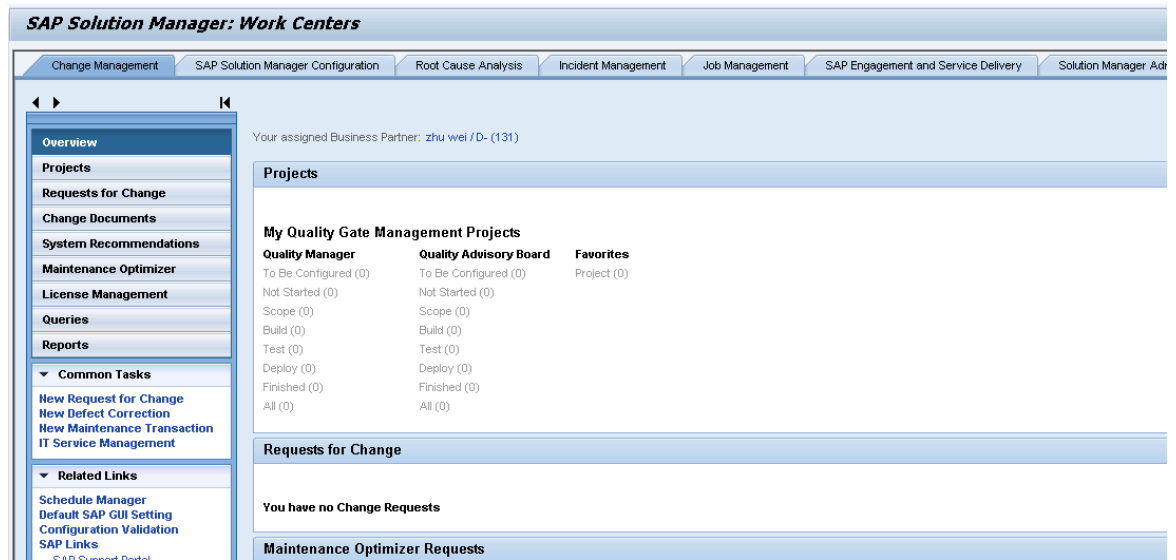 SAP Solution Manager: Work Centers
Change Management SAP Solution Manager Configuration Root Cause Analysis Incident Management Job Management SAP Engagement and Service Delivery Solution Manager Adr
Overview
Projects
Requests for Change
Change Documents
System Recommendations
Maintenance Optimizer
License Management
Queries
Reports
Common Tasks
New Request for Change
New Defect Correction
New Maintenance Transaction
IT Service Management
Related Links
Schedule Manager
Default SAP GUI Setting
Configuration Validation
SAP Links
SAP Support Portal
Your assigned Business Partner: zhu wei / D- (131)
Projects
My Quality Gate Management Projects
Quality Manager Quality Advisory Board Favorites
To Be Configured (0) To Be Configured (0) Project (0)
Not Started (0) Not Started (0)
Scope (0) Scope (0)
Build (0) Build (0)
Test (0) Test (0)
Deploy (0) Deploy (0)
Finished (0) Finished (0)
All (0) All (0)
Requests for Change
You have no Change Requests
Maintenance Optimizer Requests